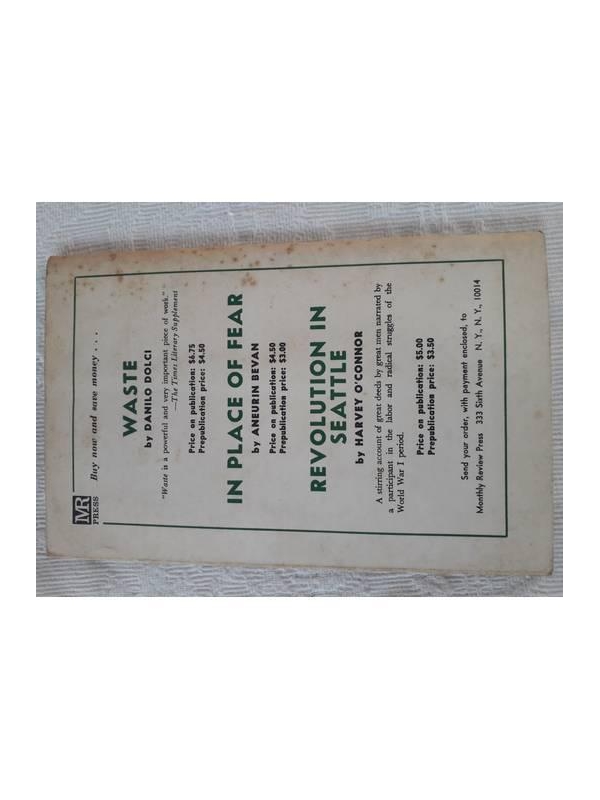 MR
PRESS
Buy now and save money . . .
WASTE
by DANILO DOLCI
"Waste is a powerful and very important piece of work."
—The Times Literary Supplement
Price on publication: $6.75
Prepublication price: $4.50
IN PLACE OF FEAR
by ANEURIN BEVAN
Price on publication: $4.50
Prepublication price: $3.00
REVOLUTION IN
SEATTLE
by HARVEY O'CONNOR
A stirring account of great deeds by great men narrated by
a participant in the labor and radical struggles of the
World War I period.
Price on publication: $5.00
Prepublication price: $3.50
Send your order, with payment enclosed, to
Monthly Review Press 333 Sixth Avenue N. Y., N. Y., 10014